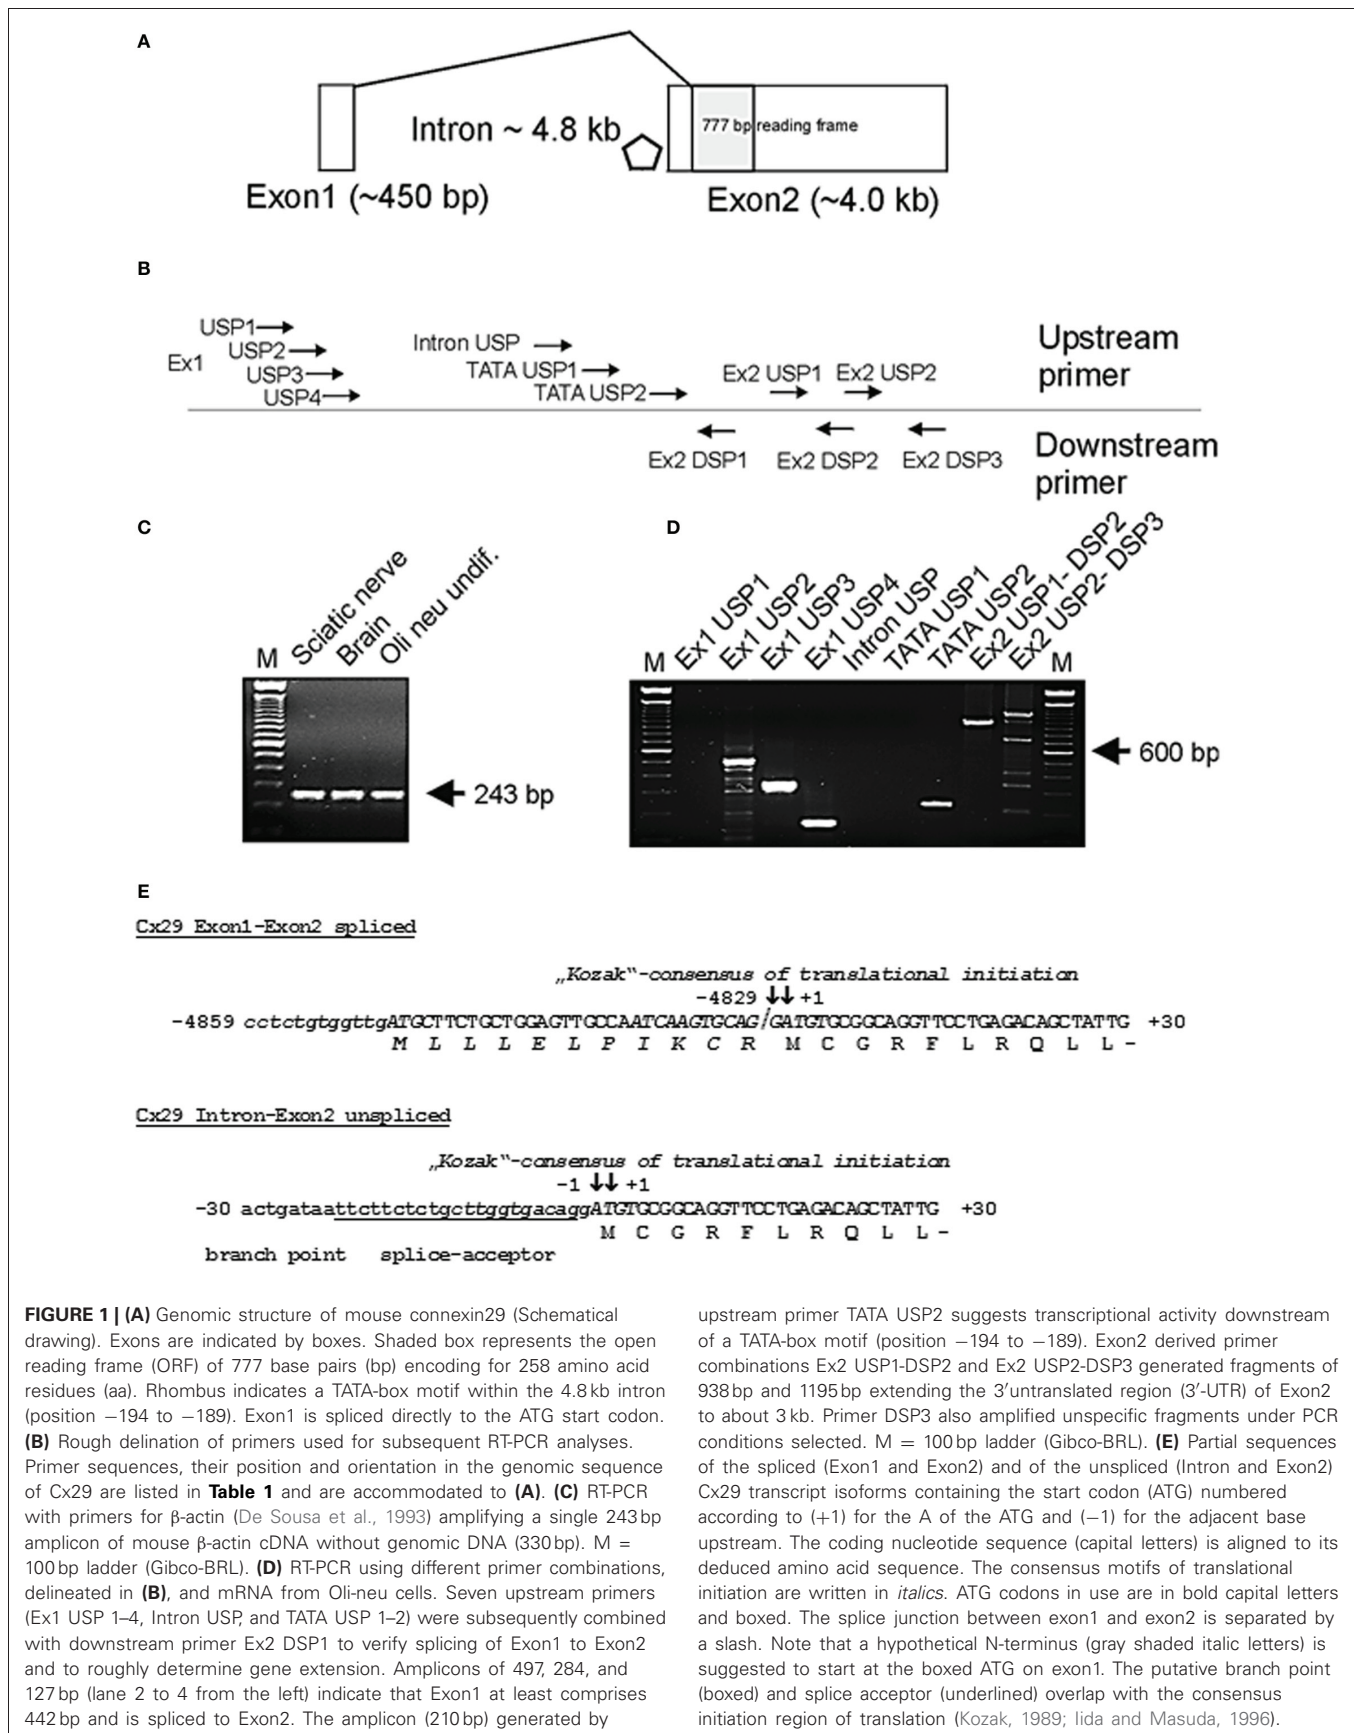 A
Intron ~ 4.8 kb
777 bp reading frame
Exon1 (~450 bp)
Exon2 (~4.0 kb)
B
USP1
Ex1
USP2
USP3
USP4
Intron USP
TATA USP1
TATA USP2
Ex2 USP1
Ex2 USP2
Upstream
primer
Ex2 DSP1
Ex2 DSP2
Ex2 DSP3
Downstream
primer
C
M
Sciatic nerve
Brain
Oli neu undif.
243 bp
D
M
Ex1 USP1
Ex1 USP2
Ex1 USP3
Ex1 USP4
Intron USP
TATA USP1
TATA USP2
Ex2 USP1- DSP2
Ex2 USP2- DSP3
M
600 bp
E
Cx29 Exon1-Exon2 spliced
„Kozak“-consensus of translational initiation
-4829 ↓↓ +1
-4859 cctctgtggttgATGCTTCTGCTGGAGTTGCCAATCAAGTGCAG/GATGTGCGGCAGGTTCCTGAGACAGCTATTG +30
M L L L E L P I K C R M C G R F L R Q L L -
Cx29 Intron-Exon2 unspliced
„Kozak“-consensus of translational initiation
-1 ↓↓ +1
-30 actgataattcttctctgcttggtgacaggATGTGCGGCAGGTTCCTGAGACAGCTATTG +30
M C G R F L R Q L L -
branch point splice-acceptor
FIGURE 1 | (A) Genomic structure of mouse connexin29 (Schematical
drawing). Exons are indicated by boxes. Shaded box represents the open
reading frame (ORF) of 777 base pairs (bp) encoding for 258 amino acid
residues (aa). Rhombus indicates a TATA-box motif within the 4.8 kb intron
(position −194 to −189). Exon1 is spliced directly to the ATG start codon.
(B) Rough delination of primers used for subsequent RT-PCR analyses.
Primer sequences, their position and orientation in the genomic sequence
of Cx29 are listed in Table 1 and are accommodated to (A). (C) RT-PCR
with primers for β-actin (De Sousa et al., 1993) amplifying a single 243 bp
amplicon of mouse β-actin cDNA without genomic DNA (330 bp). M =
100 bp ladder (Gibco-BRL). (D) RT-PCR using different primer combinations,
delineated in (B), and mRNA from Oli-neu cells. Seven upstream primers
(Ex1 USP 1–4, Intron USP, and TATA USP 1–2) were subsequently combined
with downstream primer Ex2 DSP1 to verify splicing of Exon1 to Exon2
and to roughly determine gene extension. Amplicons of 497, 284, and
127 bp (lane 2 to 4 from the left) indicate that Exon1 at least comprises
442 bp and is spliced to Exon2. The amplicon (210 bp) generated by
upstream primer TATA USP2 suggests transcriptional activity downstream
of a TATA-box motif (position −194 to −189). Exon2 derived primer
combinations Ex2 USP1-DSP2 and Ex2 USP2-DSP3 generated fragments of
938 bp and 1195 bp extending the 3′untranslated region (3′-UTR) of Exon2
to about 3 kb. Primer DSP3 also amplified unspecific fragments under PCR
conditions selected. M = 100 bp ladder (Gibco-BRL). (E) Partial sequences
of the spliced (Exon1 and Exon2) and of the unspliced (Intron and Exon2)
Cx29 transcript isoforms containing the start codon (ATG) numbered
according to (+1) for the A of the ATG and (−1) for the adjacent base
upstream. The coding nucleotide sequence (capital letters) is aligned to its
deduced amino acid sequence. The consensus motifs of translational
initiation are written in italics. ATG codons in use are in bold capital letters
and boxed. The splice junction between exon1 and exon2 is separated by
a slash. Note that a hypothetical N-terminus (gray shaded italic letters) is
suggested to start at the boxed ATG on exon1. The putative branch point
(boxed) and splice acceptor (underlined) overlap with the consensus
initiation region of translation (Kozak, 1989; Iida and Masuda, 1996).